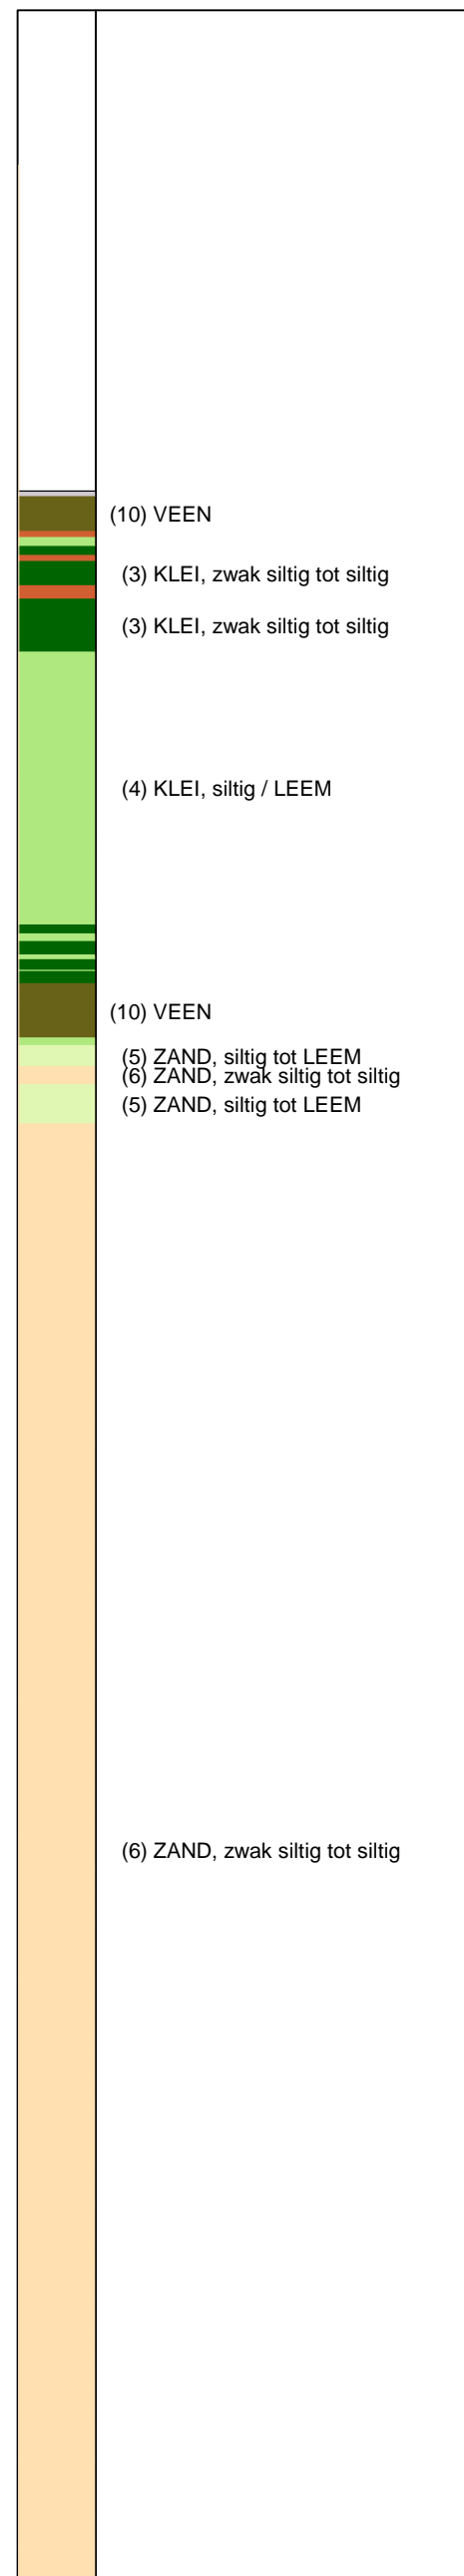 (10) VEEN
(3) KLEI, zwak siltig tot siltig
(3) KLEI, zwak siltig tot siltig
(4) KLEI, siltig / LEEM
(10) VEEN
(5) ZAND, siltig tot LEEM
(6) ZAND, zwak siltig tot siltig
(5) ZAND, siltig tot LEEM
(6) ZAND, zwak siltig tot siltig